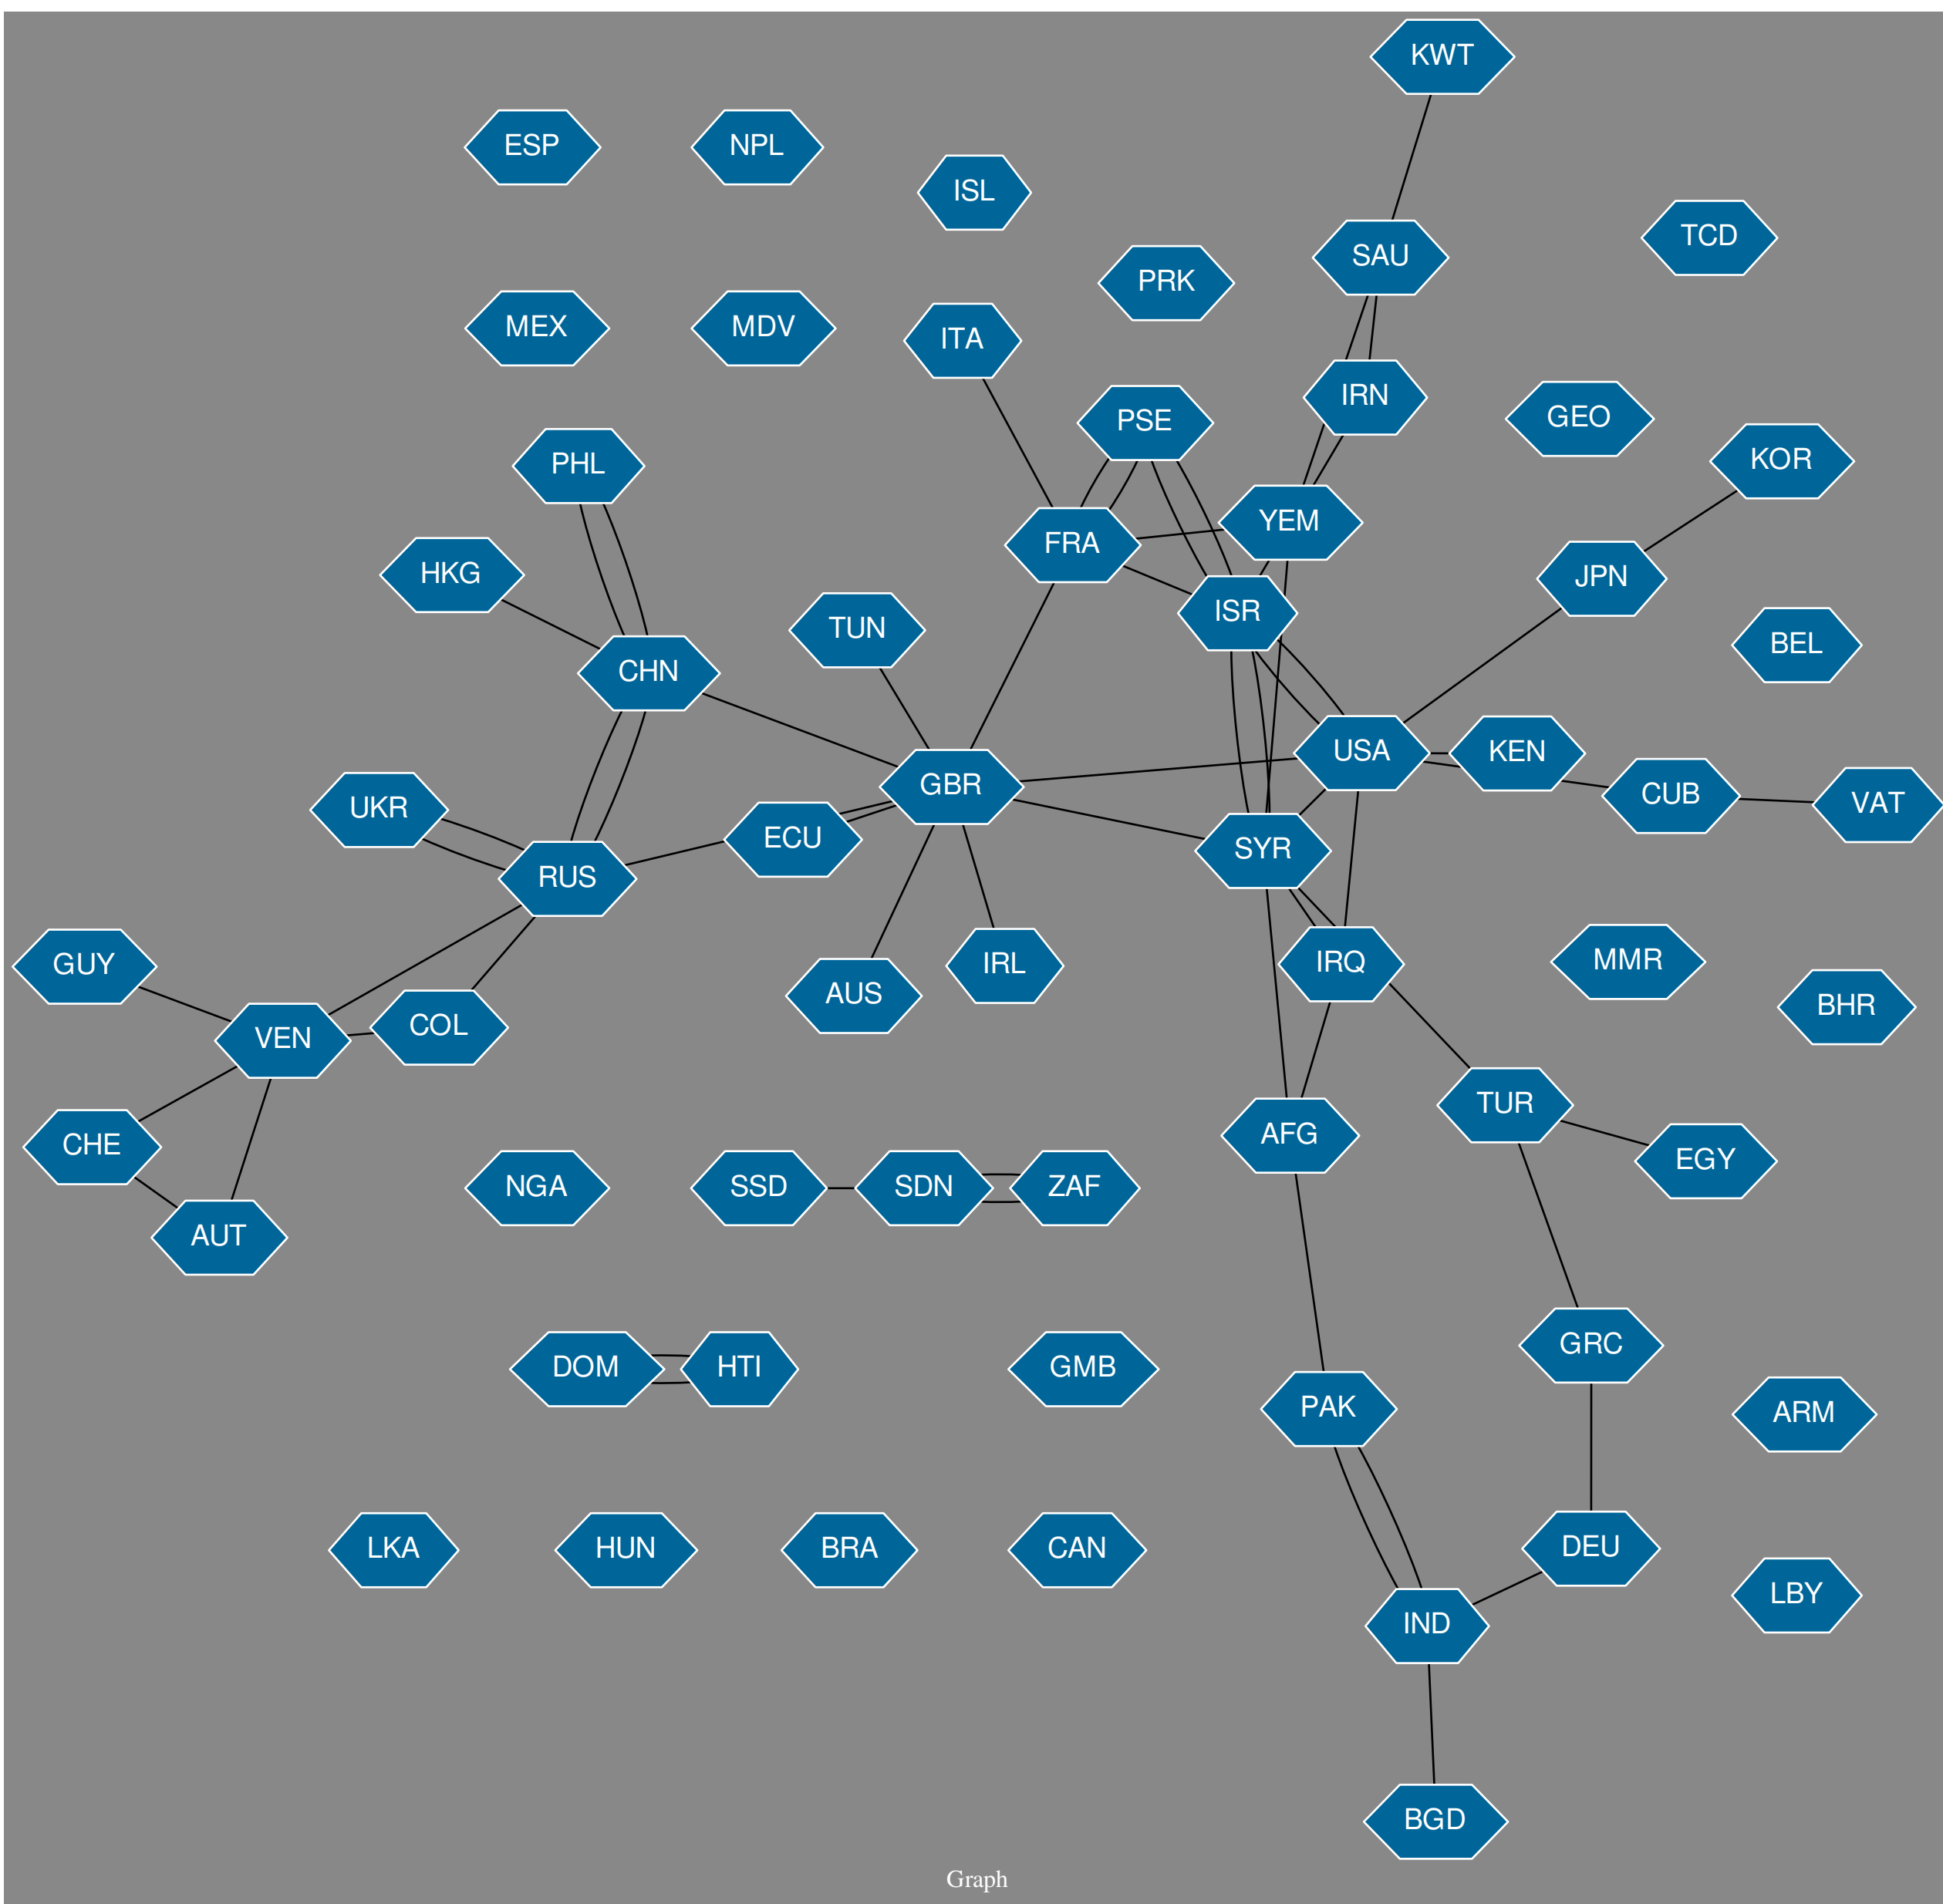 KWT
ESP
NPL
ISL
TCD
SAU
PRK
MEX
MDV
ITA
IRN
GEO
PSE
KOR
PHL
YEM
FRA
HKG
JPN
ISR
TUN
BEL
CHN
USA
KEN
GBR
CUB
VAT
UKR
ECU
SYR
RUS
MMR
IRQ
IRL
GUY
AUS
BHR
COL
VEN
TUR
AFG
CHE
EGY
NGA
SSD
SDN
ZAF
AUT
GRC
DOM
HTI
GMB
PAK
ARM
LKA
HUN
BRA
CAN
DEU
LBY
IND
BGD
Graph